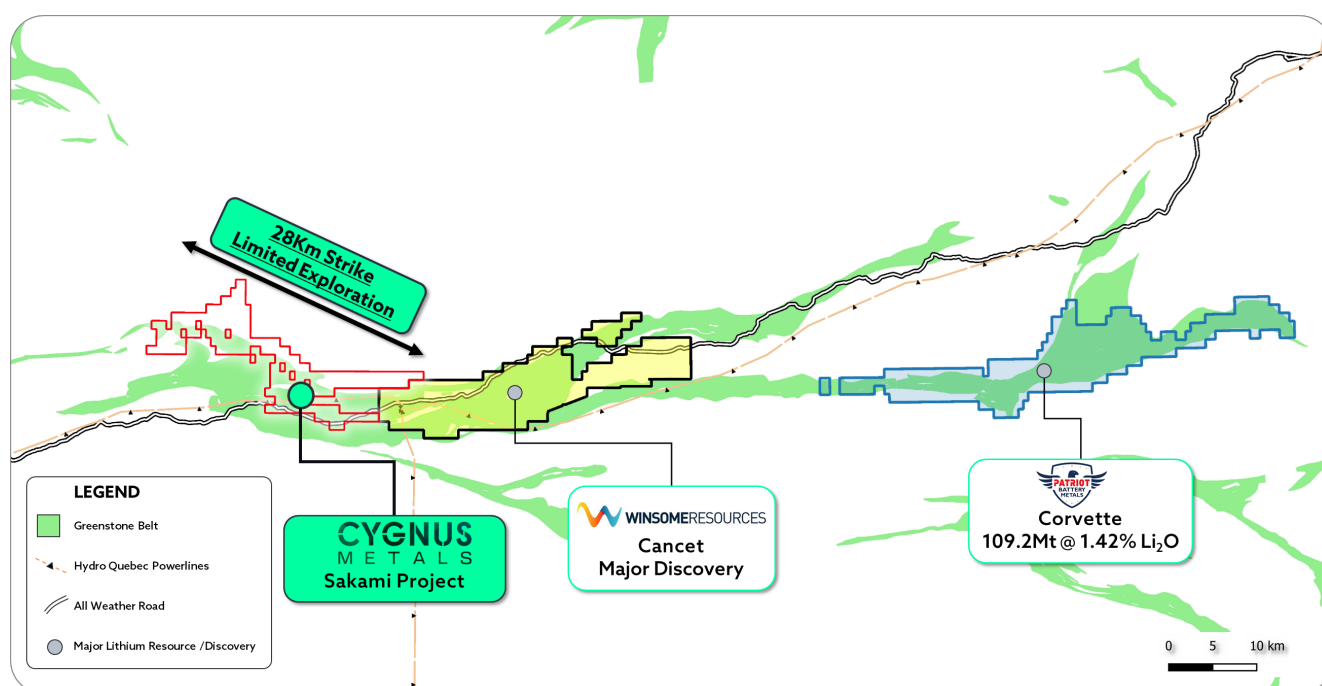 28Km Strike
Limited Exploration
LEGEND
Greenstone Belt
Hydro Quebec Powerlines
All Weather Road
Major Lithium Resource /Discovery
CYGNUS
METALS
Sakami Project
WINSOMERESOURCES
Cancet
Major Discovery
PATRIOT
BATTERY
METALS
Corvette
109.2Mt @ 1.42% Li₂O
0 5 10 km